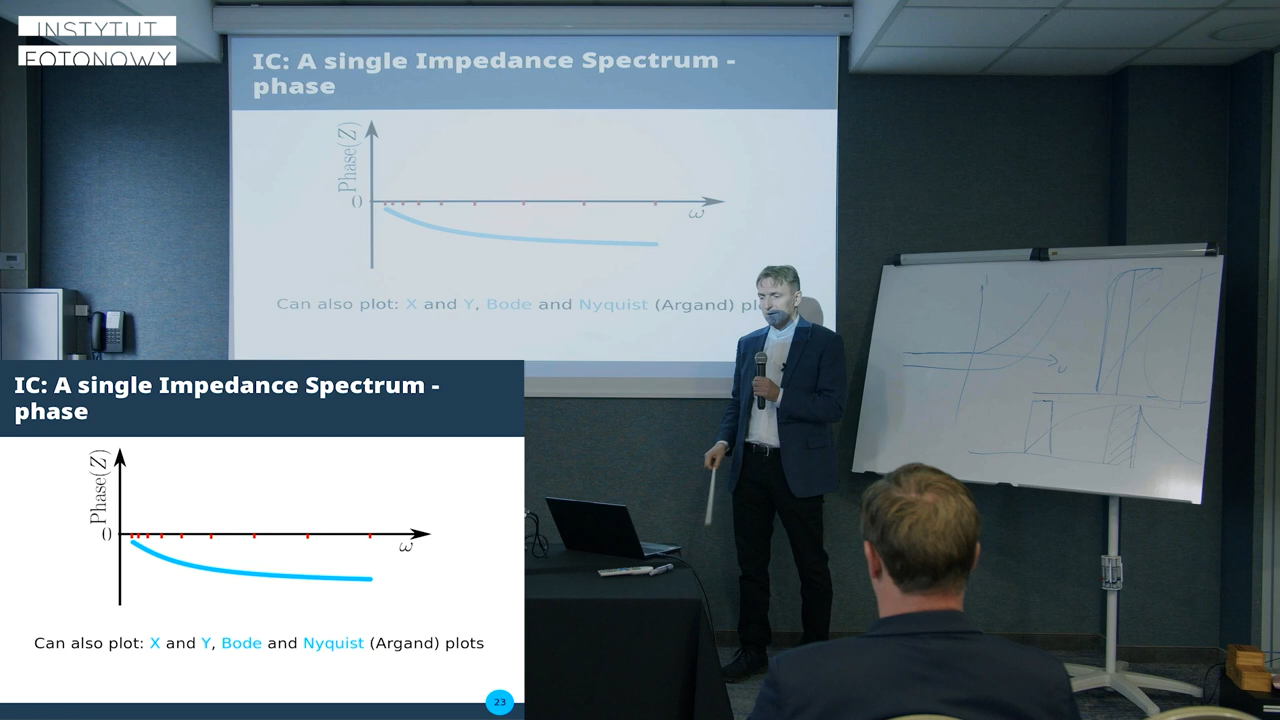 INSTYTUT
FOTONOWY
IC: A single Impedance Spectrum -
phase
Phase(Z)
0
ω
Can also plot: X and Y, Bode and Nyquist (Argand)
IC: A single Impedance Spectrum -
phase
Phase(Z)
0
ω
Can also plot: X and Y, Bode and Nyquist (Argand) plots
23